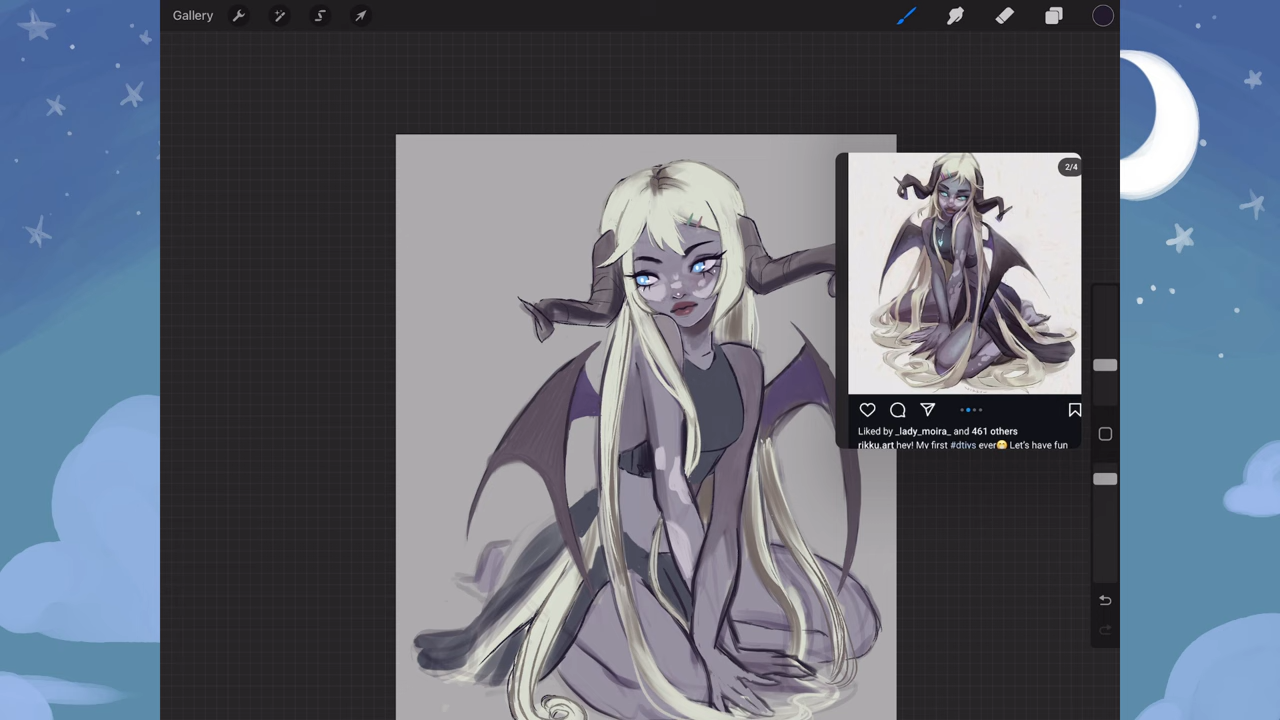 Gallery
2/4
Liked by _lady_moira_ and 461 others
rikku.art hey! My first #dtiys ever😁 Let's have fun